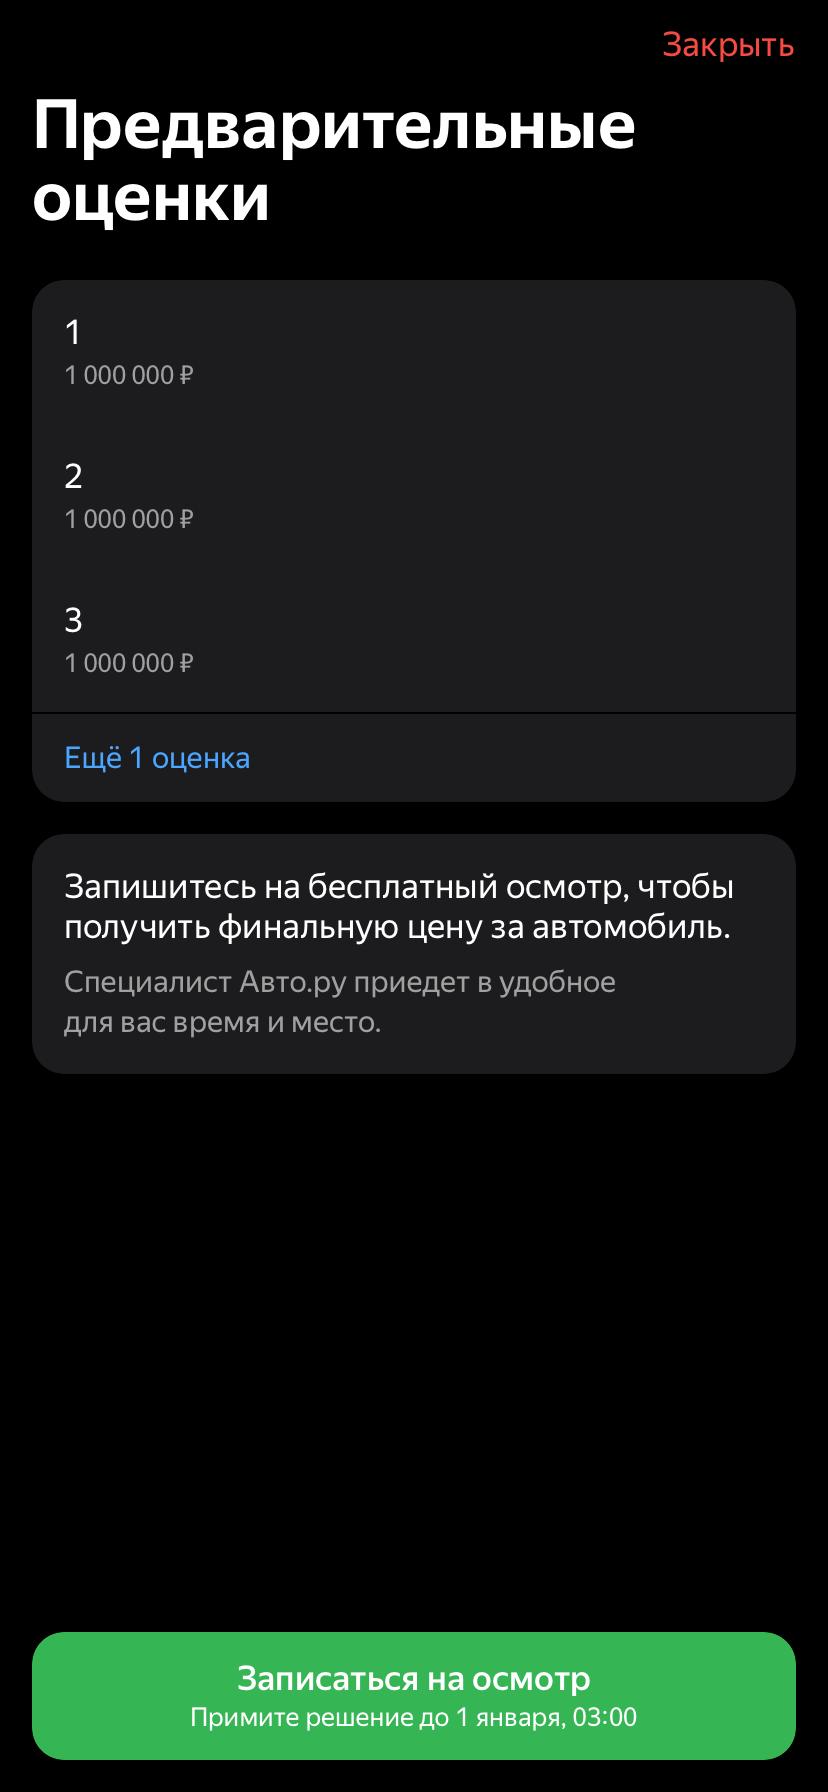 Закрыть
Предварительные
оценки
1
1 000 000 ₽
2
1 000 000 ₽
3
1 000 000 ₽
Ещё 1 оценка
Запишитесь на бесплатный осмотр, чтобы
получить финальную цену за автомобиль.
Специалист Авто.ру приедет в удобное
для вас время и место.
Записаться на осмотр
Примите решение до 1 января, 03:00